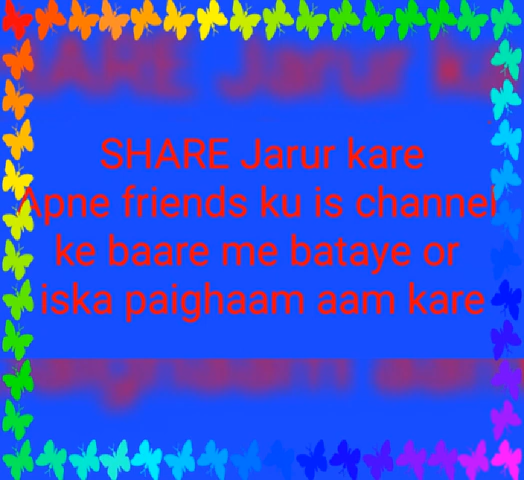 SHARE Jarur kare
Apne friends ku is channel
ke baare me bataye or
iska paighaam aam kare